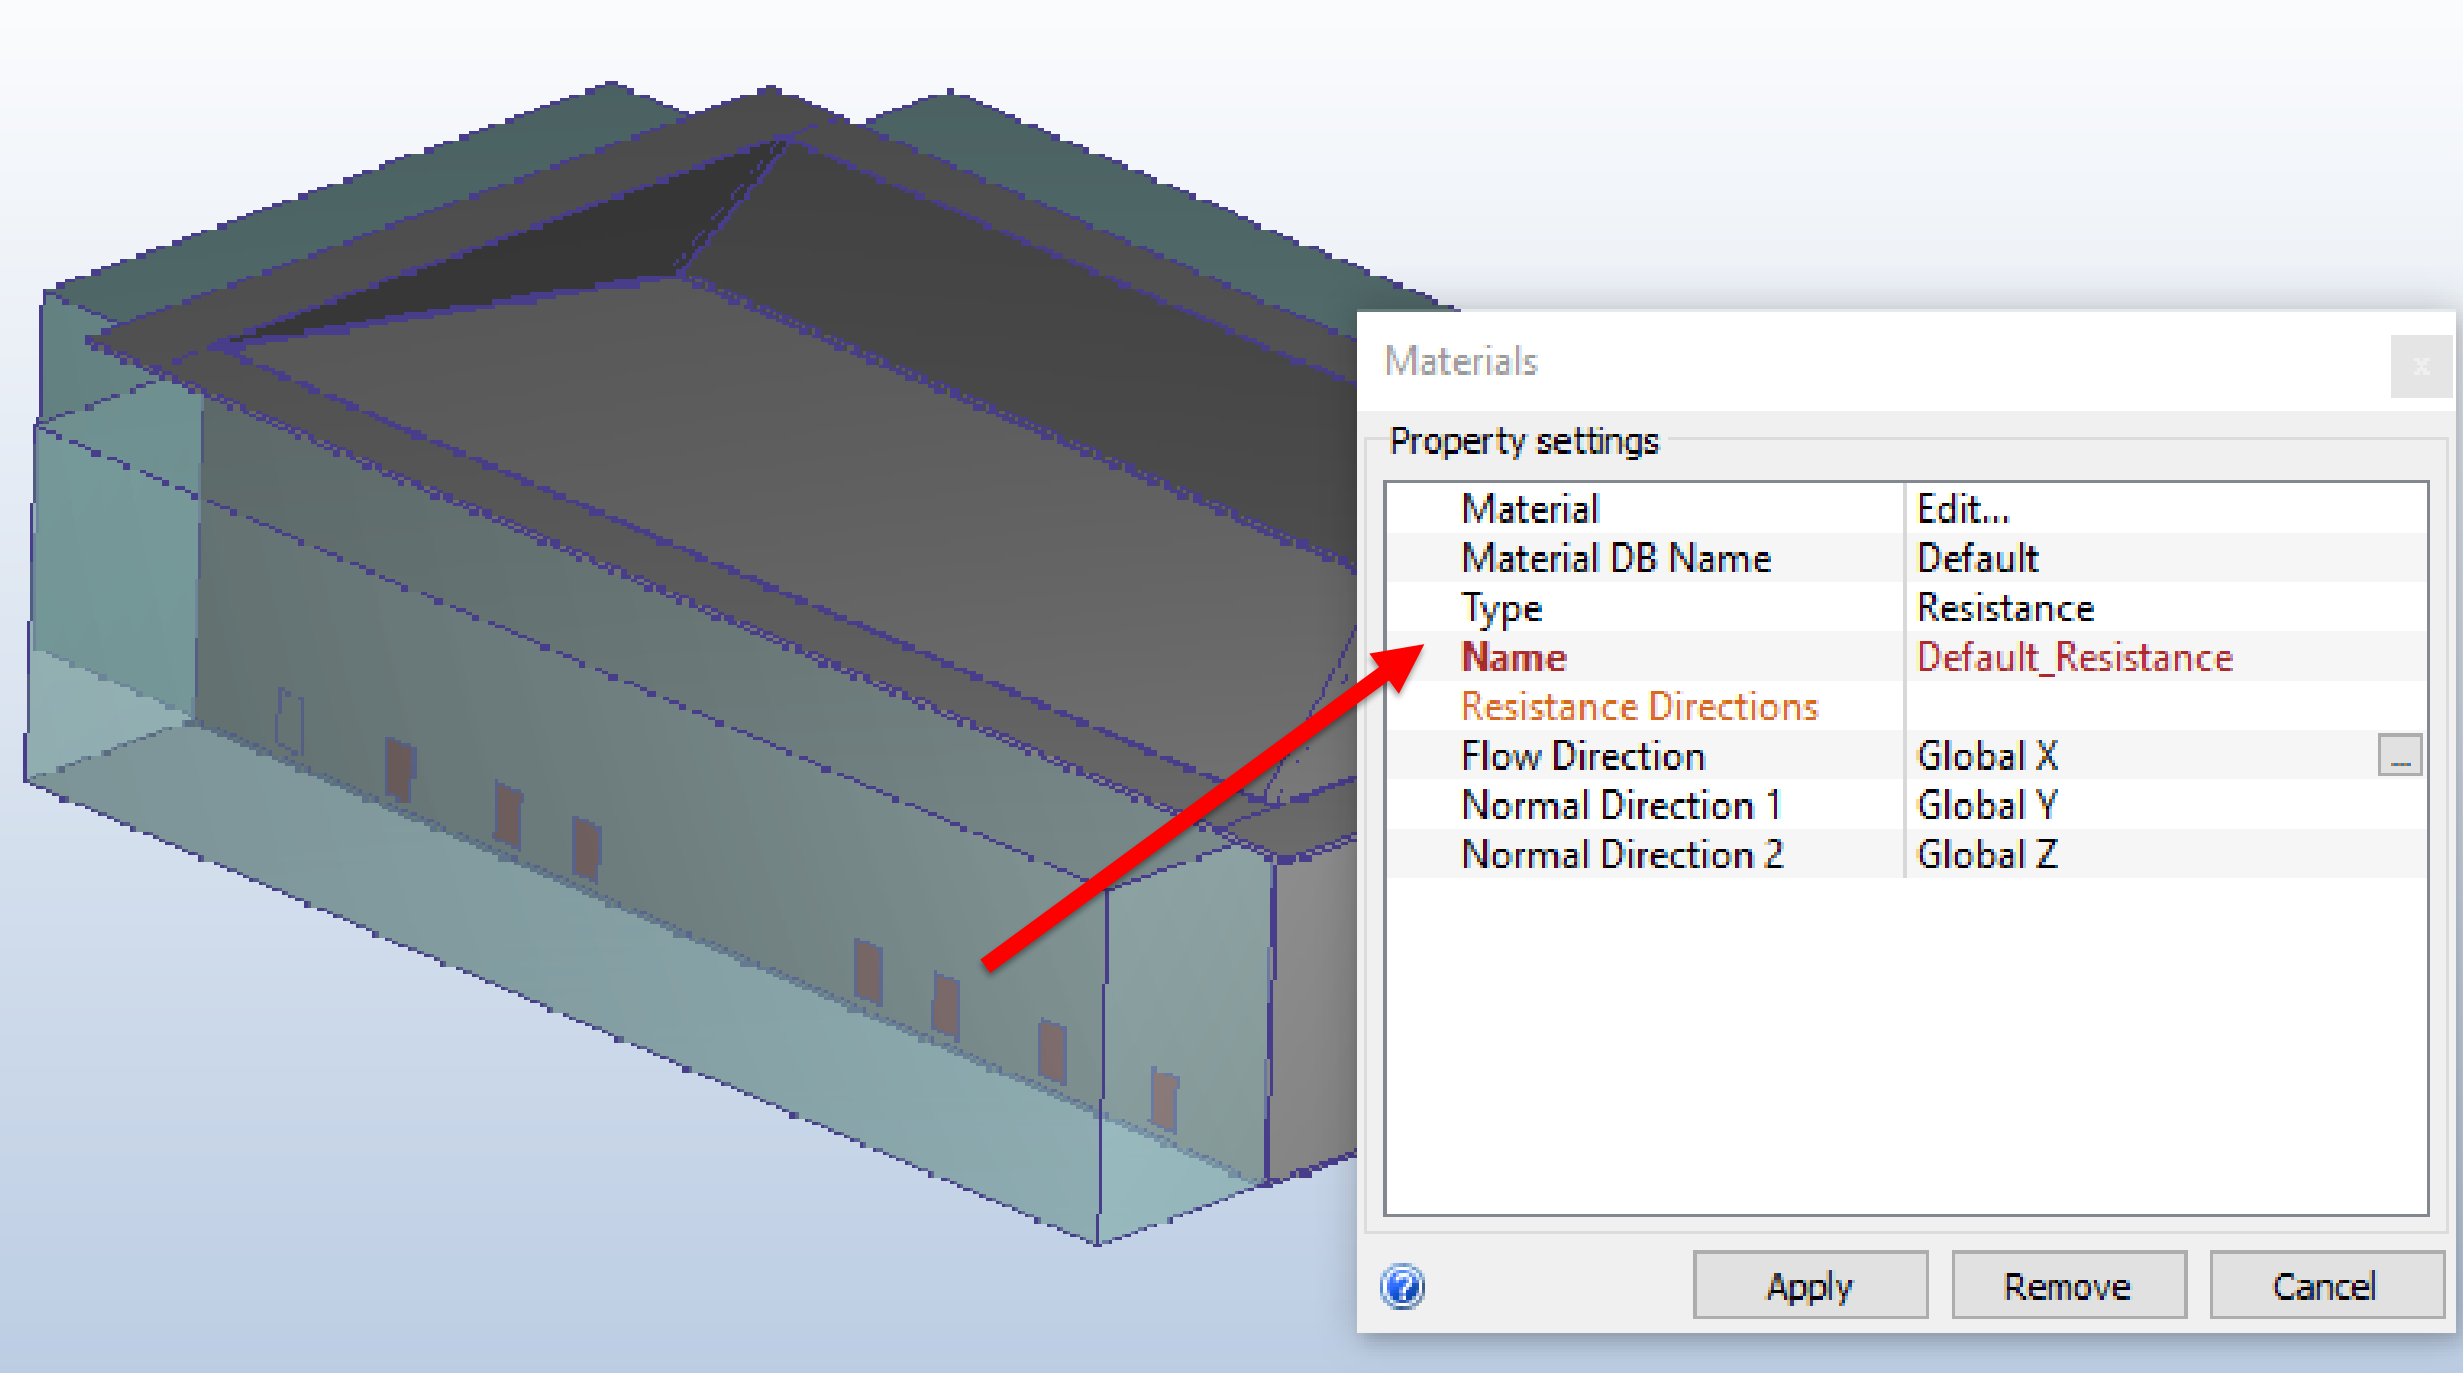 Materials
x
Property settings
Material Edit...
Material DB Name Default
Type Resistance
Name Default_Resistance
Resistance Directions
Flow Direction Global X ...
Normal Direction 1 Global Y
Normal Direction 2 Global Z
?
Apply Remove Cancel